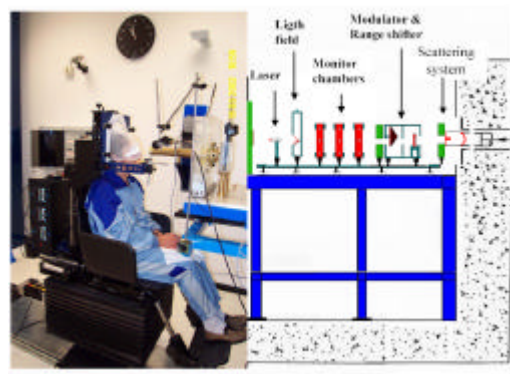 Ligth
field
Laser
Monitor
chambers
Modulator &
Range shifter
Scattering
system